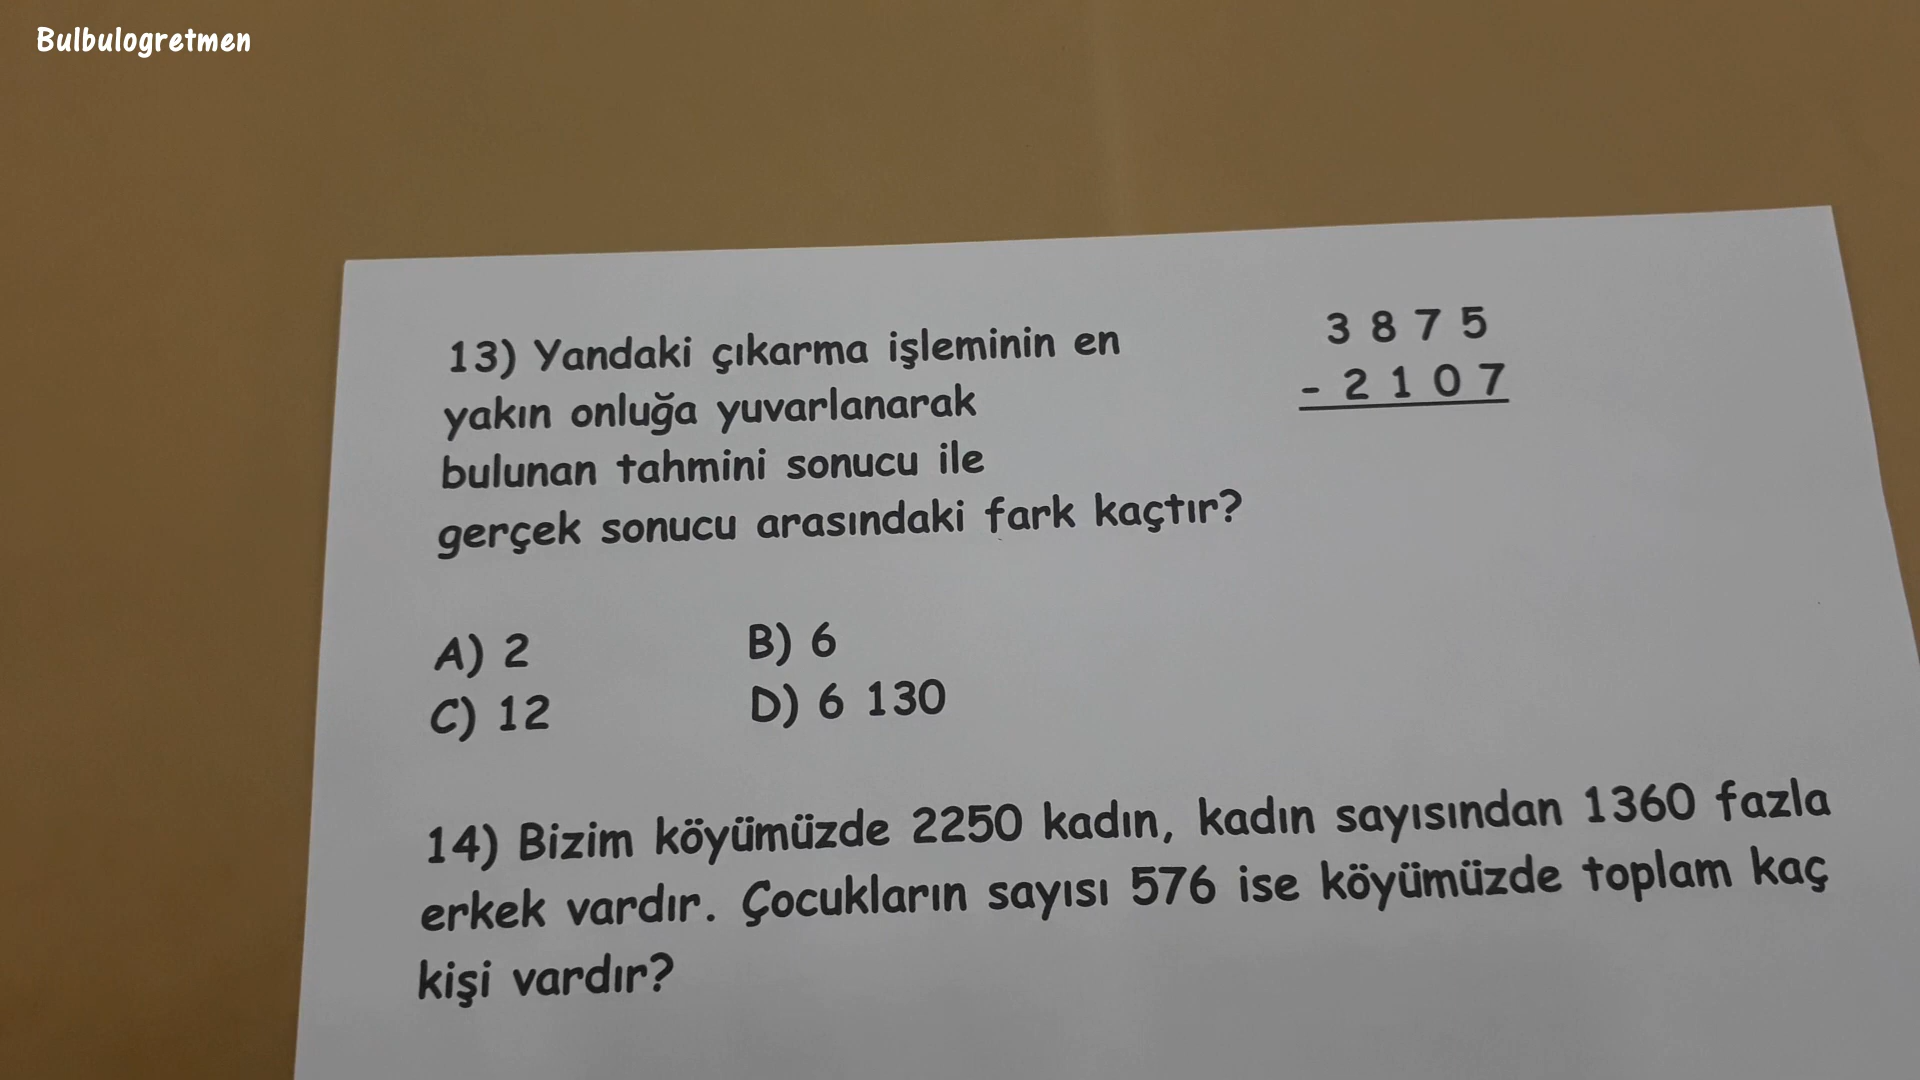 Bulbulogretmen
13) Yandaki çıkarma işleminin en
yakın onluğa yuvarlanarak
bulunan tahmini sonucu ile
gerçek sonucu arasındaki fark kaçtır?
3 8 7 5
- 2 1 0 7
A) 2 B) 6
C) 12 D) 6 130
14) Bizim köyümüzde 2250 kadın, kadın sayısından 1360 fazla
erkek vardır. Çocukların sayısı 576 ise köyümüzde toplam kaç
kişi vardır?